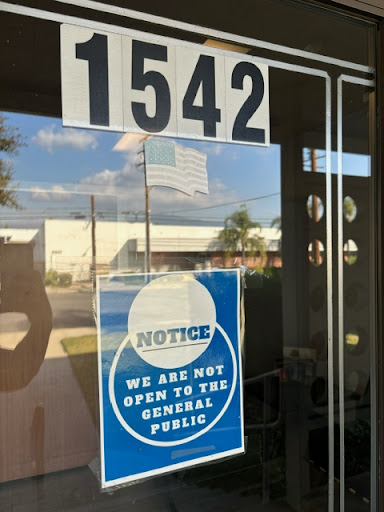 1542
NOTICE
WE ARE NOT
OPEN TO THE
GENERAL
PUBLIC